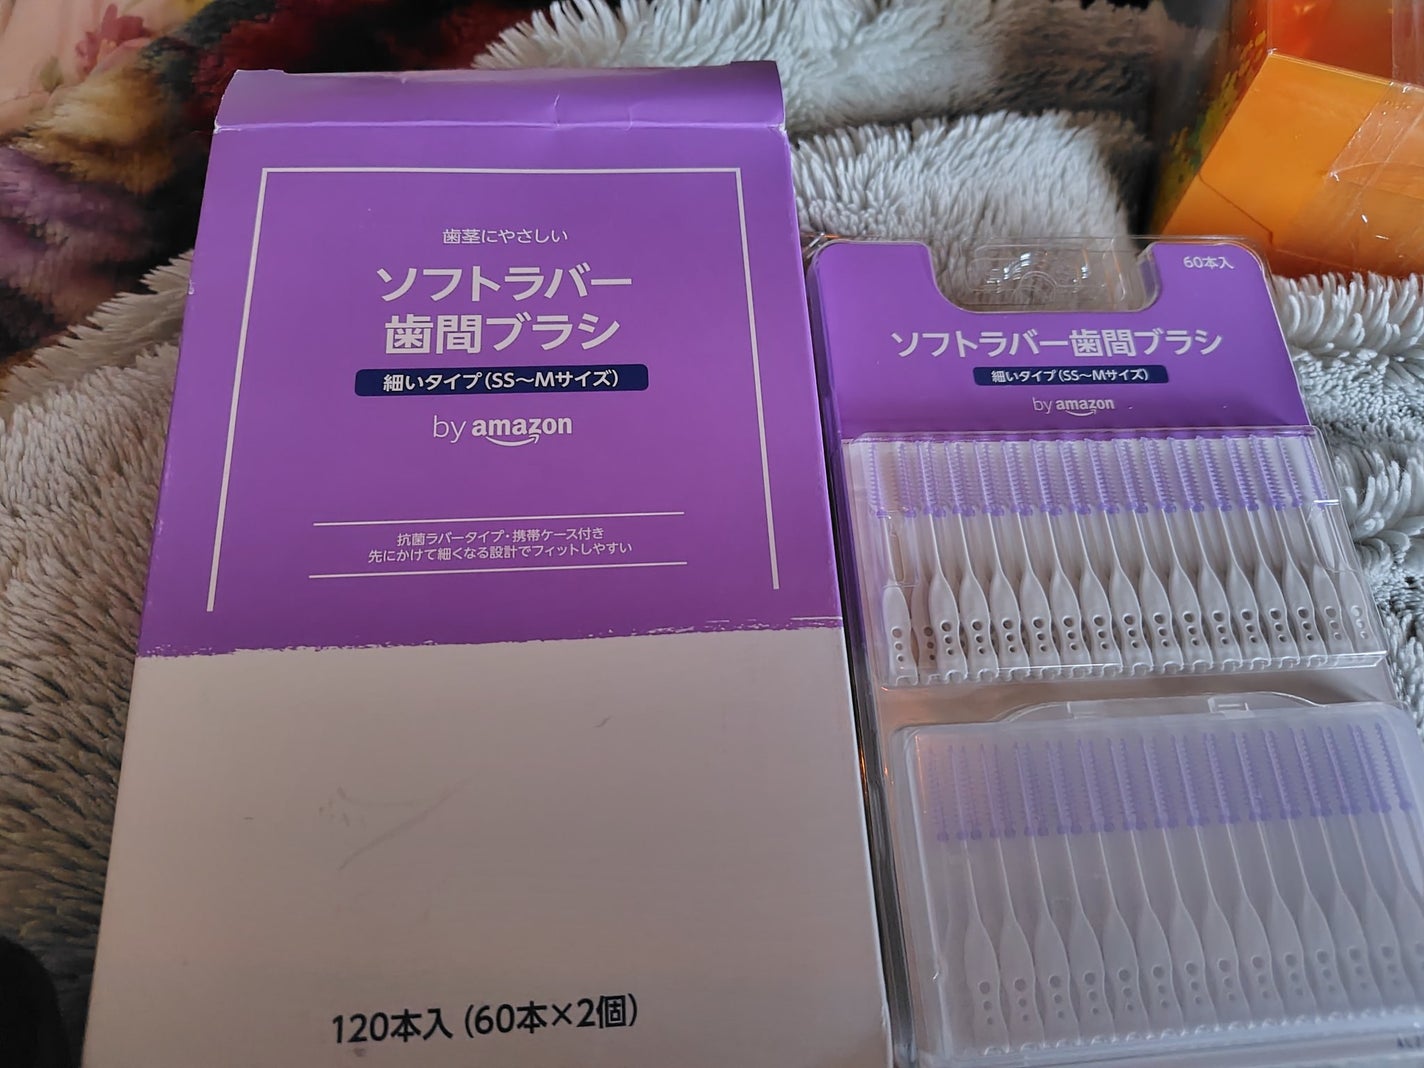 歯茎にやさしい
ソフトラバー
歯間ブラシ
細いタイプ(SS〜Mサイズ)
by amazon
抗菌ラバータイプ・携帯ケース付き
先にかけて細くなる設計でフィットしやすい
120本入 (60本×2個)
60本入
ソフトラバー歯間ブラシ
細いタイプ(SS〜Mサイズ)
by amazon